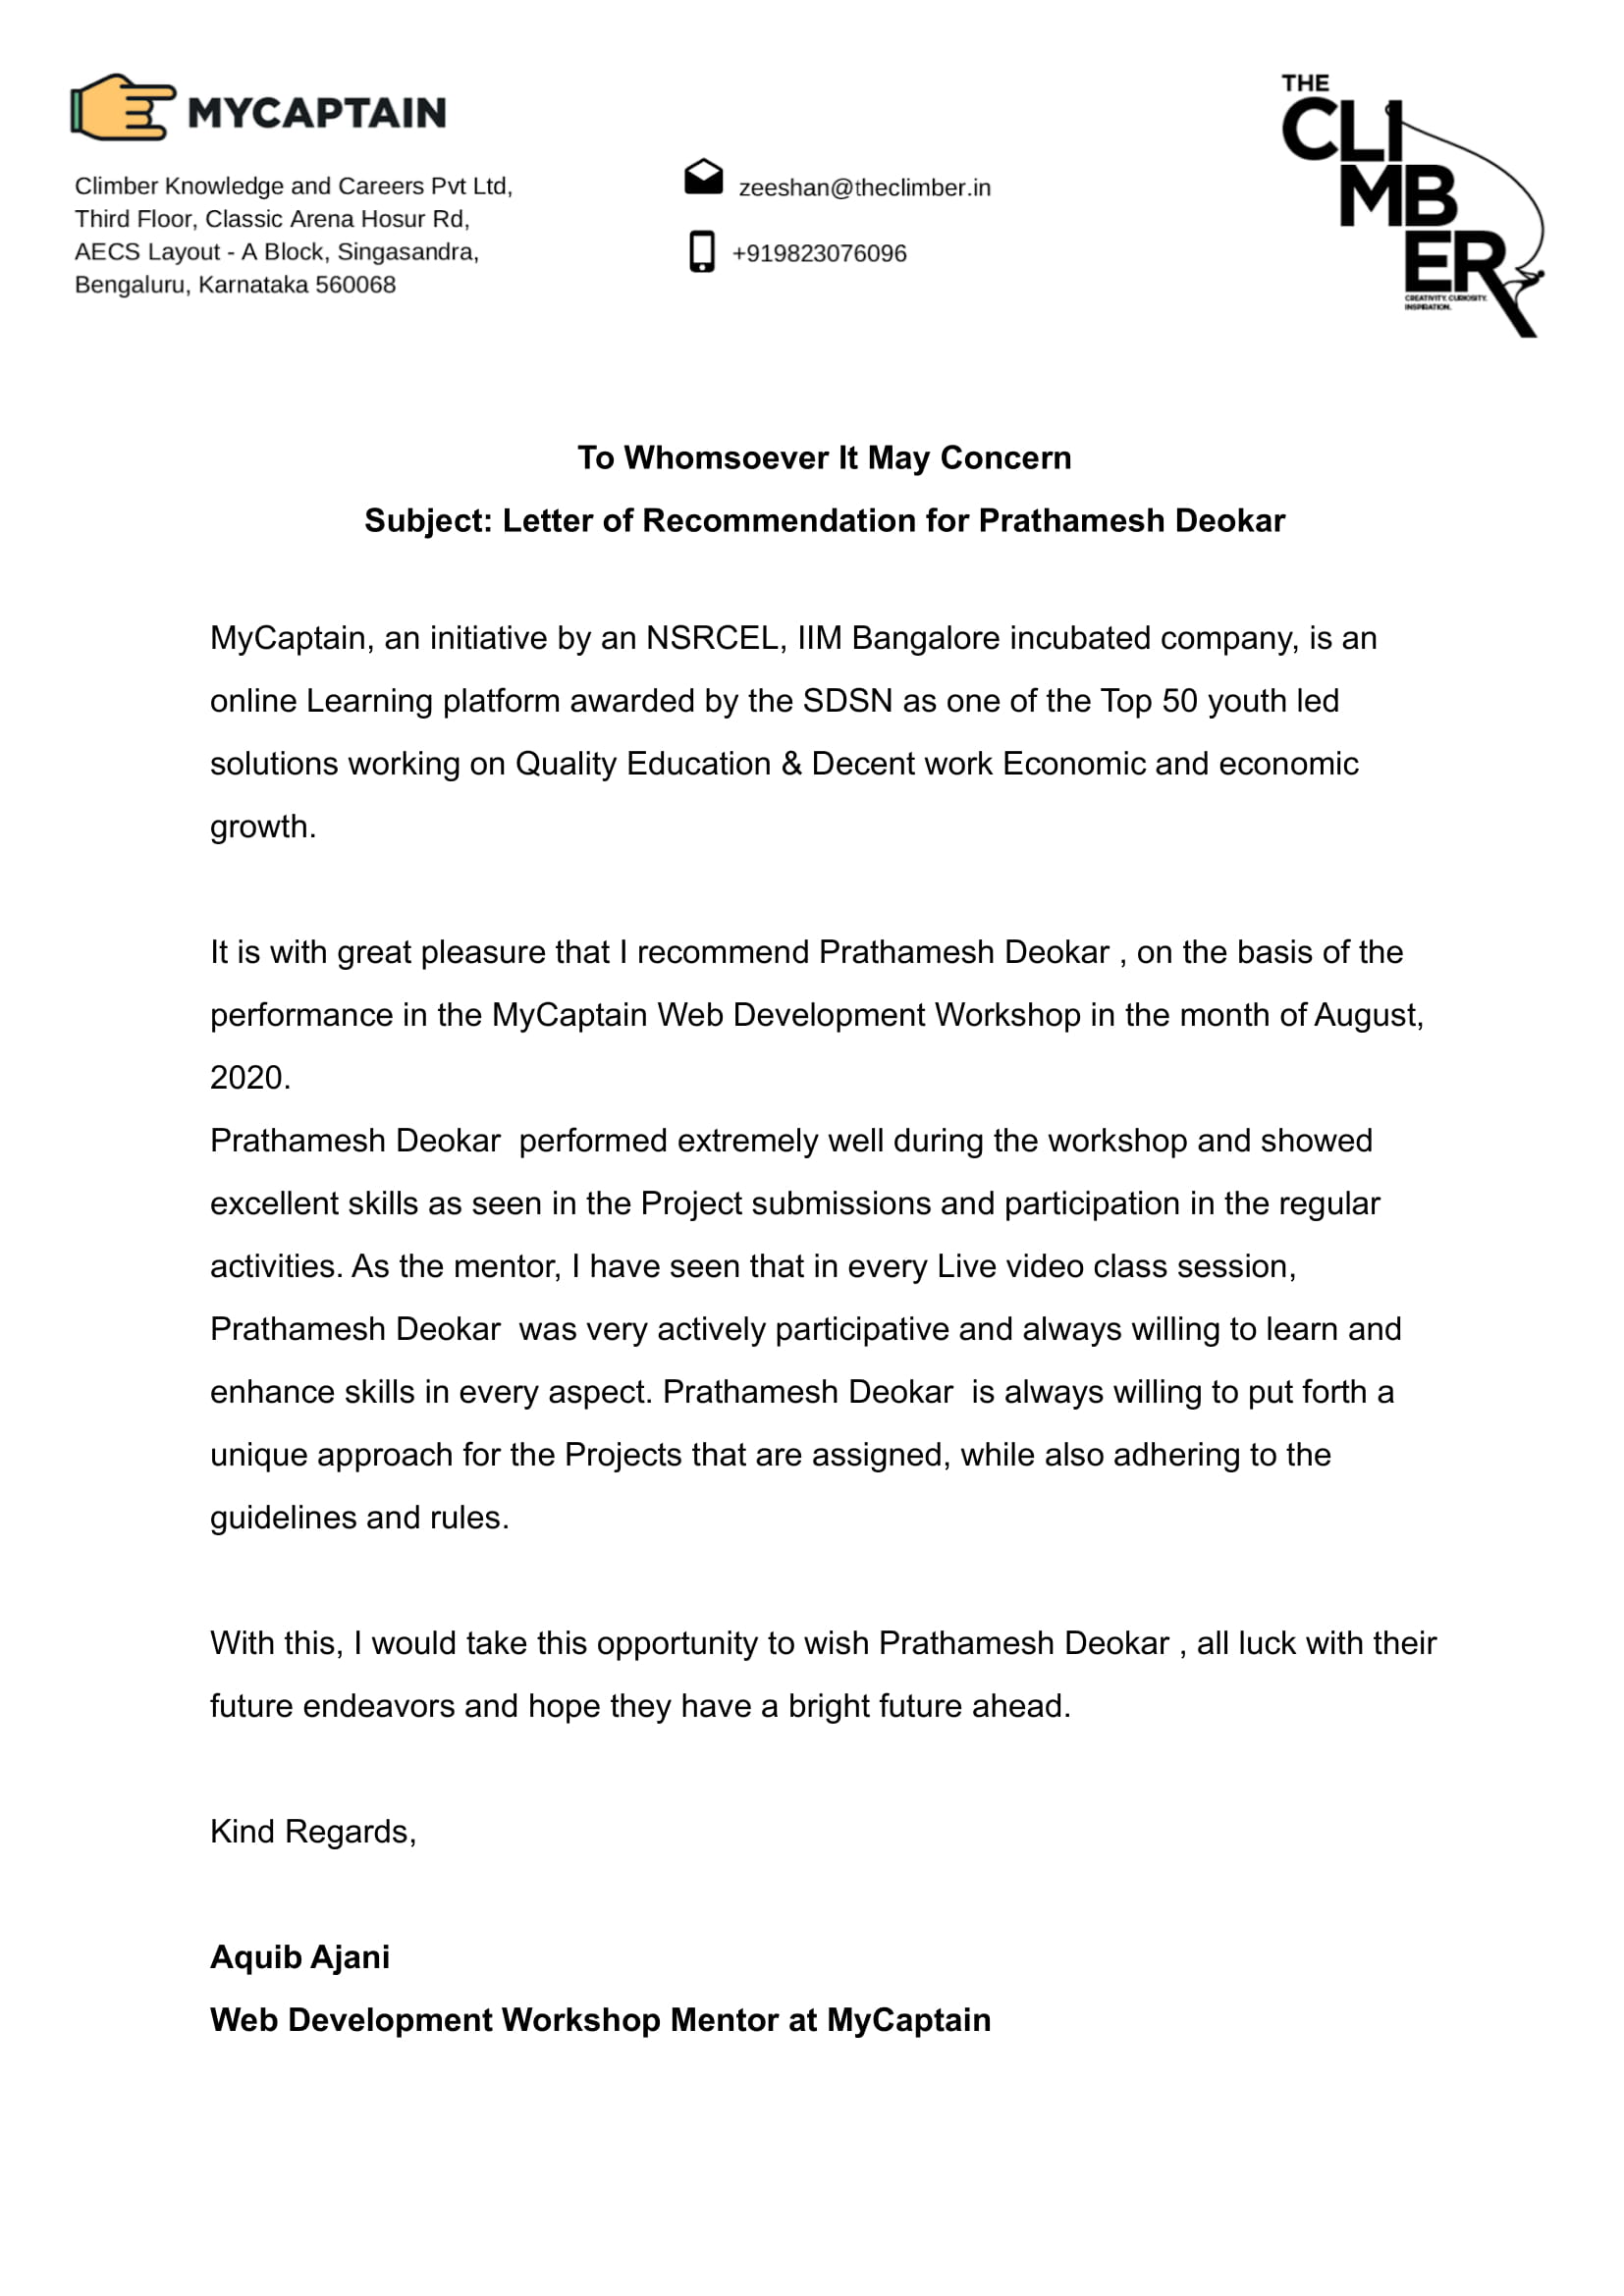 MYCAPTAIN
Climber Knowledge and Careers Pvt Ltd,
Third Floor, Classic Arena Hosur Rd,
AECS Layout - A Block, Singasandra,
Bengaluru, Karnataka 560068
zeeshan@theclimber.in
+919823076096
THE
CLI
MB
ER
CREATIVITY. CURIOSITY.
INSPIRATION.
To Whomsoever It May Concern
Subject: Letter of Recommendation for Prathamesh Deokar
MyCaptain, an initiative by an NSRCEL, IIM Bangalore incubated company, is an
online Learning platform awarded by the SDSN as one of the Top 50 youth led
solutions working on Quality Education & Decent work Economic and economic
growth.
It is with great pleasure that I recommend Prathamesh Deokar , on the basis of the
performance in the MyCaptain Web Development Workshop in the month of August,
2020.
Prathamesh Deokar  performed extremely well during the workshop and showed
excellent skills as seen in the Project submissions and participation in the regular
activities. As the mentor, I have seen that in every Live video class session,
Prathamesh Deokar  was very actively participative and always willing to learn and
enhance skills in every aspect. Prathamesh Deokar  is always willing to put forth a
unique approach for the Projects that are assigned, while also adhering to the
guidelines and rules.
With this, I would take this opportunity to wish Prathamesh Deokar , all luck with their
future endeavors and hope they have a bright future ahead.
Kind Regards,
Aquib Ajani
Web Development Workshop Mentor at MyCaptain